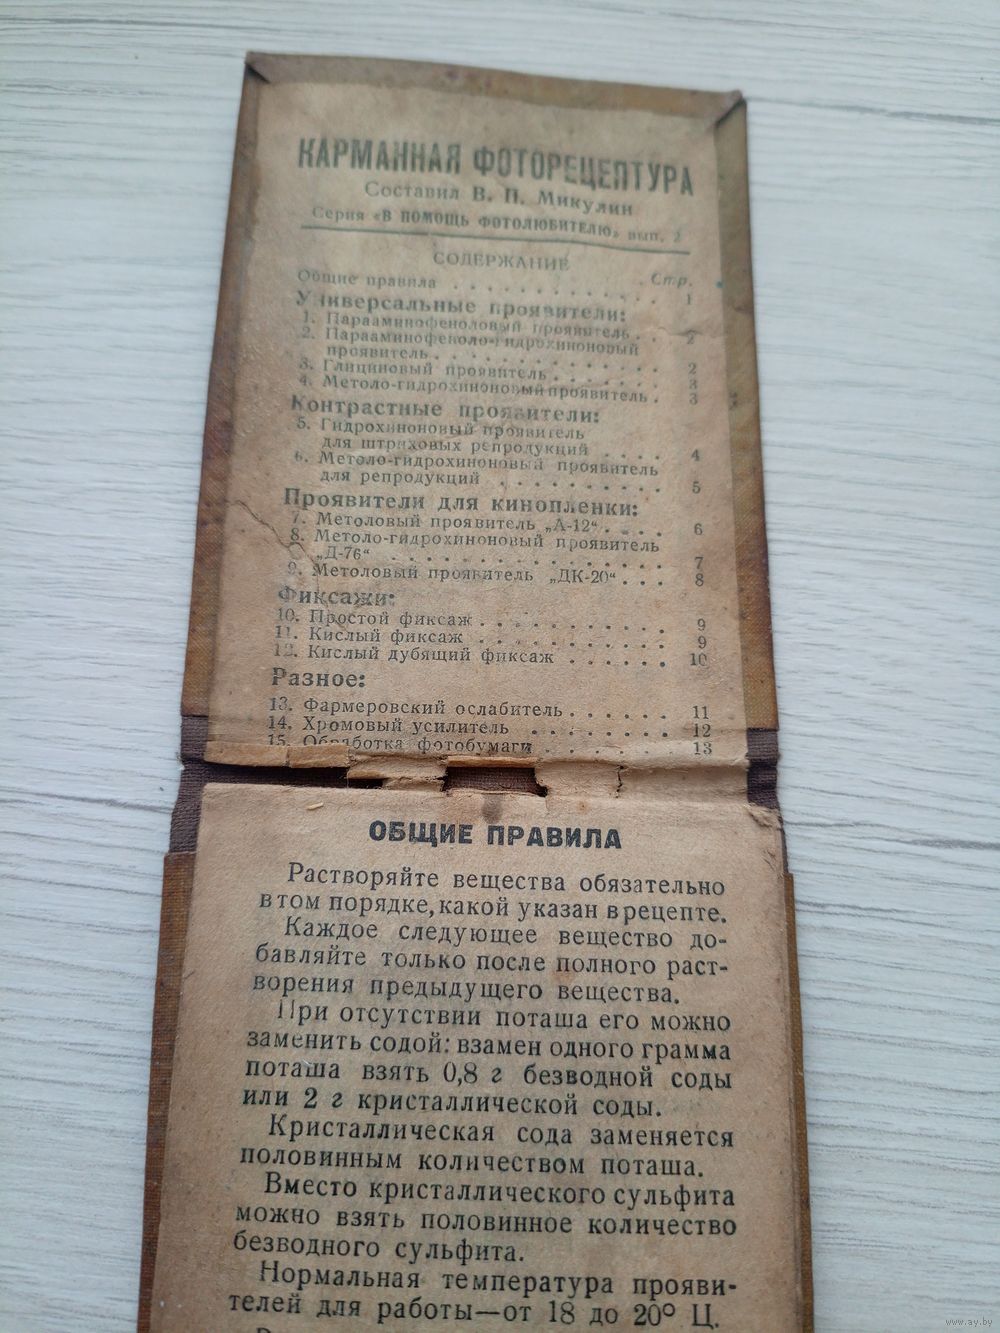 КАРМАННАЯ ФОТОРЕЦЕПТУРА
Составил В. П. Микулин
Серия «В ПОМОЩЬ ФОТОЛЮБИТЕЛЮ» вып. 2
СОДЕРЖАНИЕ
Стр.
Общие правила . . . . . . . . . . . . 1
Универсальные проявители:
1. Парааминофеноловый проявитель . . 2
2. Парааминофеноло-гидрохиноновый
проявитель . . . . . . . . . . . . 2
3. Глициновый проявитель . . . . . . 3
4. Метоло-гидрохиноновый проявитель . 3
Контрастные проявители:
5. Гидрохиноновый проявитель
для штриховых репродукций . . . . 4
6. Метоло-гидрохиноновый проявитель
для репродукций . . . . . . . . . 5
Проявители для кинопленки:
7. Метоловый проявитель „А-12“ . . . . 6
8. Метоло-гидрохиноновый проявитель
„Д-76“ . . . . . . . . . . . . . . 7
9. Метоловый проявитель „ДК-20“ . . . 8
Фиксажи:
10. Простой фиксаж . . . . . . . . . . 9
11. Кислый фиксаж . . . . . . . . . . 9
12. Кислый дубящий фиксаж . . . . . . 10
Разное:
13. Фармеровский ослабитель . . . . . . 11
14. Хромовый усилитель . . . . . . . . 12
15. Обработка фотобумаги . . . . . . . 13
ОБЩИЕ ПРАВИЛА
Растворяйте вещества обязательно
в том порядке, какой указан в рецепте.
Каждое следующее вещество до-
бавляйте только после полного раст-
ворения предыдущего вещества.
При отсутствии поташа его можно
заменить содой: взамен одного грамма
поташа взять 0,8 г безводной соды
или 2 г кристаллической соды.
Кристаллическая сода заменяется
половинным количеством поташа.
Вместо кристаллического сульфита
можно взять половинное количество
безводного сульфита.
Нормальная температура прояви-
телей для работы—от 18 до 20° Ц.
www.ay.by